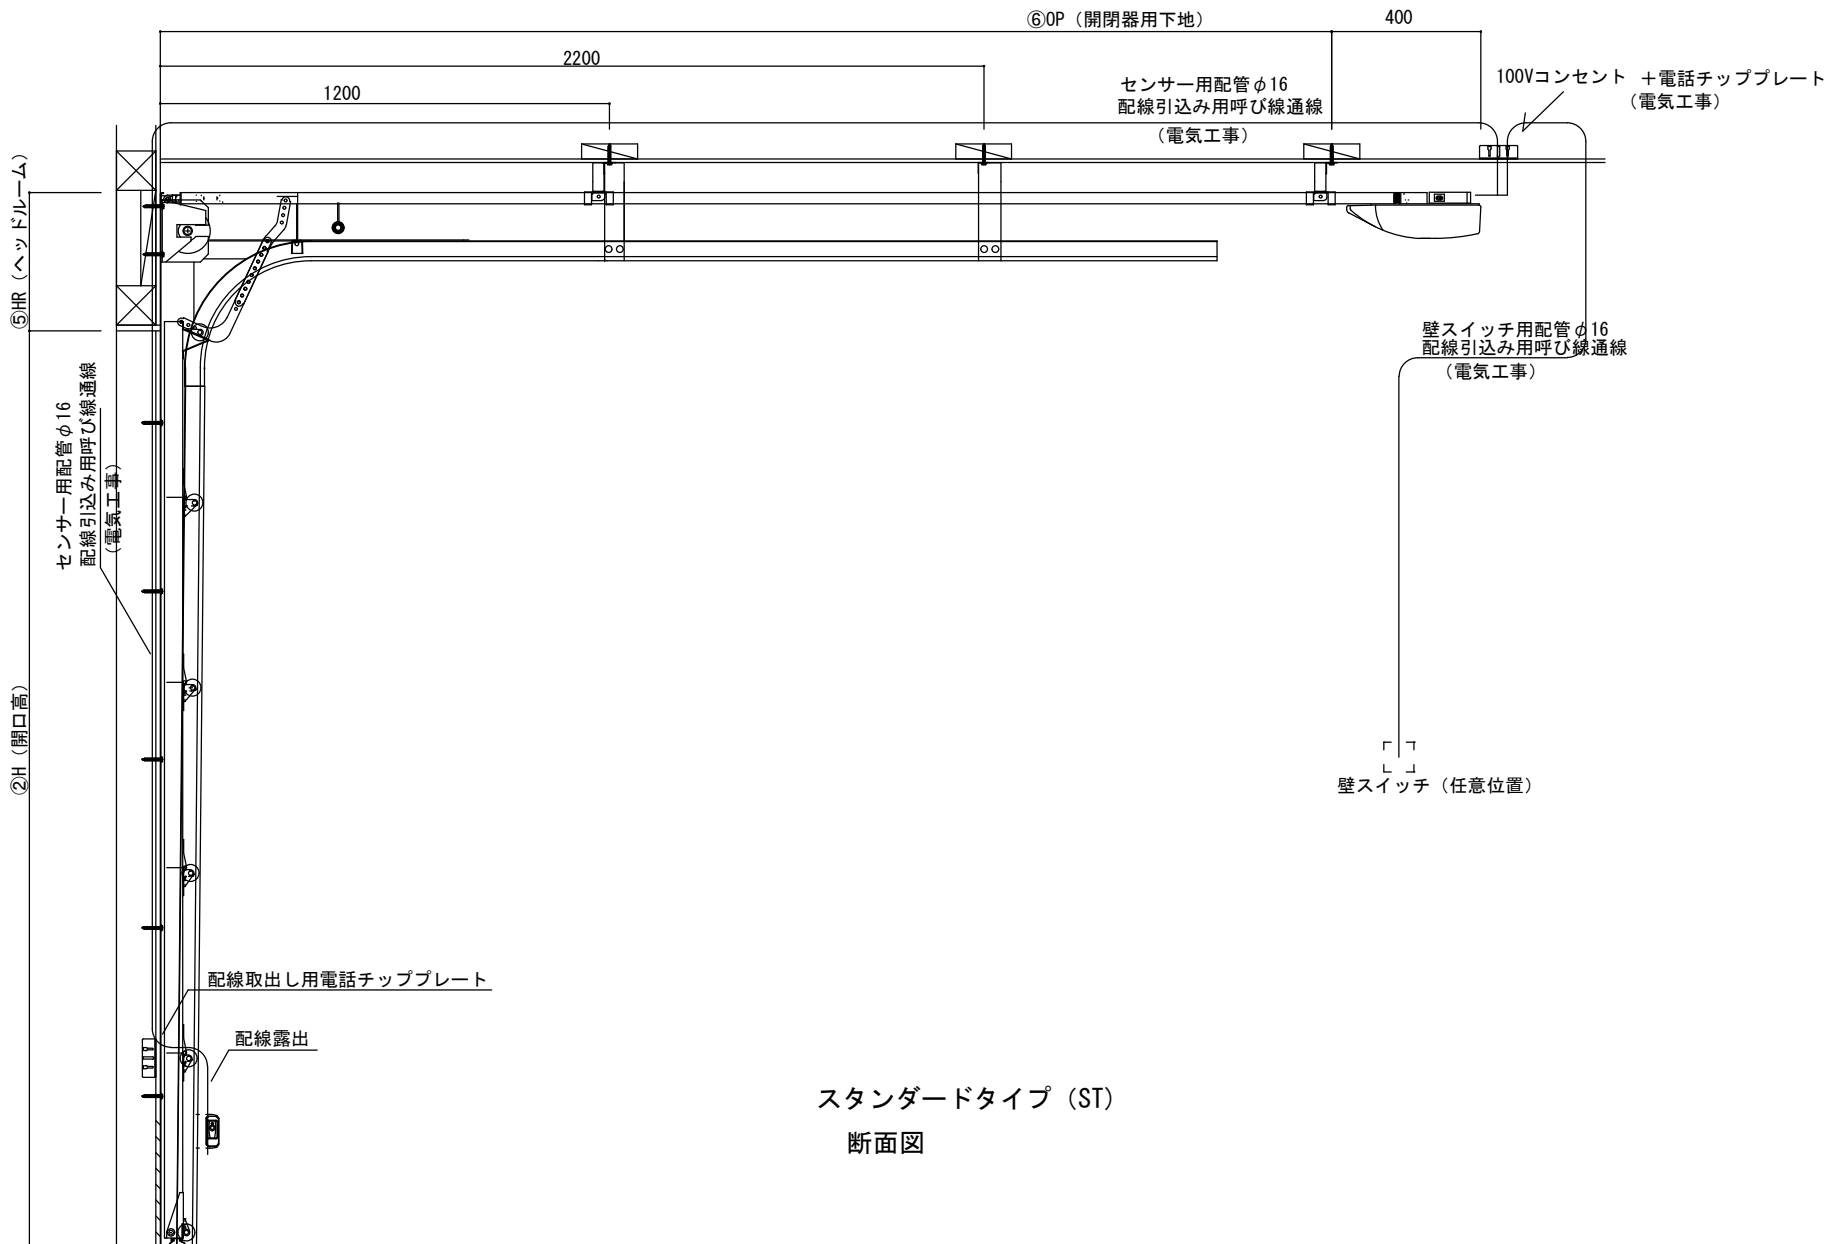 ⑥OP（開閉器用下地）
400
2200
1200
センサー用配管φ16
配線引込み用呼び線通線
（電気工事）
100Vコンセント ＋電話チッププレート
（電気工事）
⑤HR（ヘッドルーム）
壁スイッチ用配管φ16
配線引込み用呼び線通線
（電気工事）
センサー用配管φ16
配線引込み用呼び線通線
（電気工事）
②H（開口高）
壁スイッチ（任意位置）
配線取出し用電話チッププレート
配線露出
スタンダードタイプ（ST）
断面図